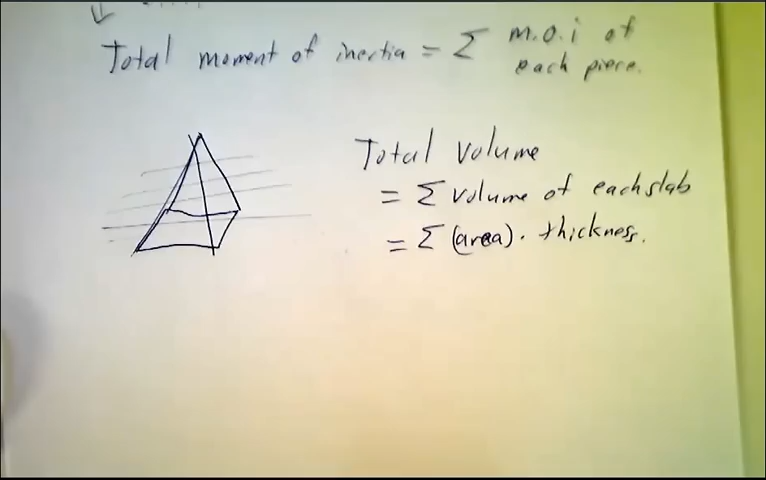 Total moment of inertia = Σ m.o.i of
each piece.
Total volume
= Σ volume of each slab
= Σ (area) · thickness.